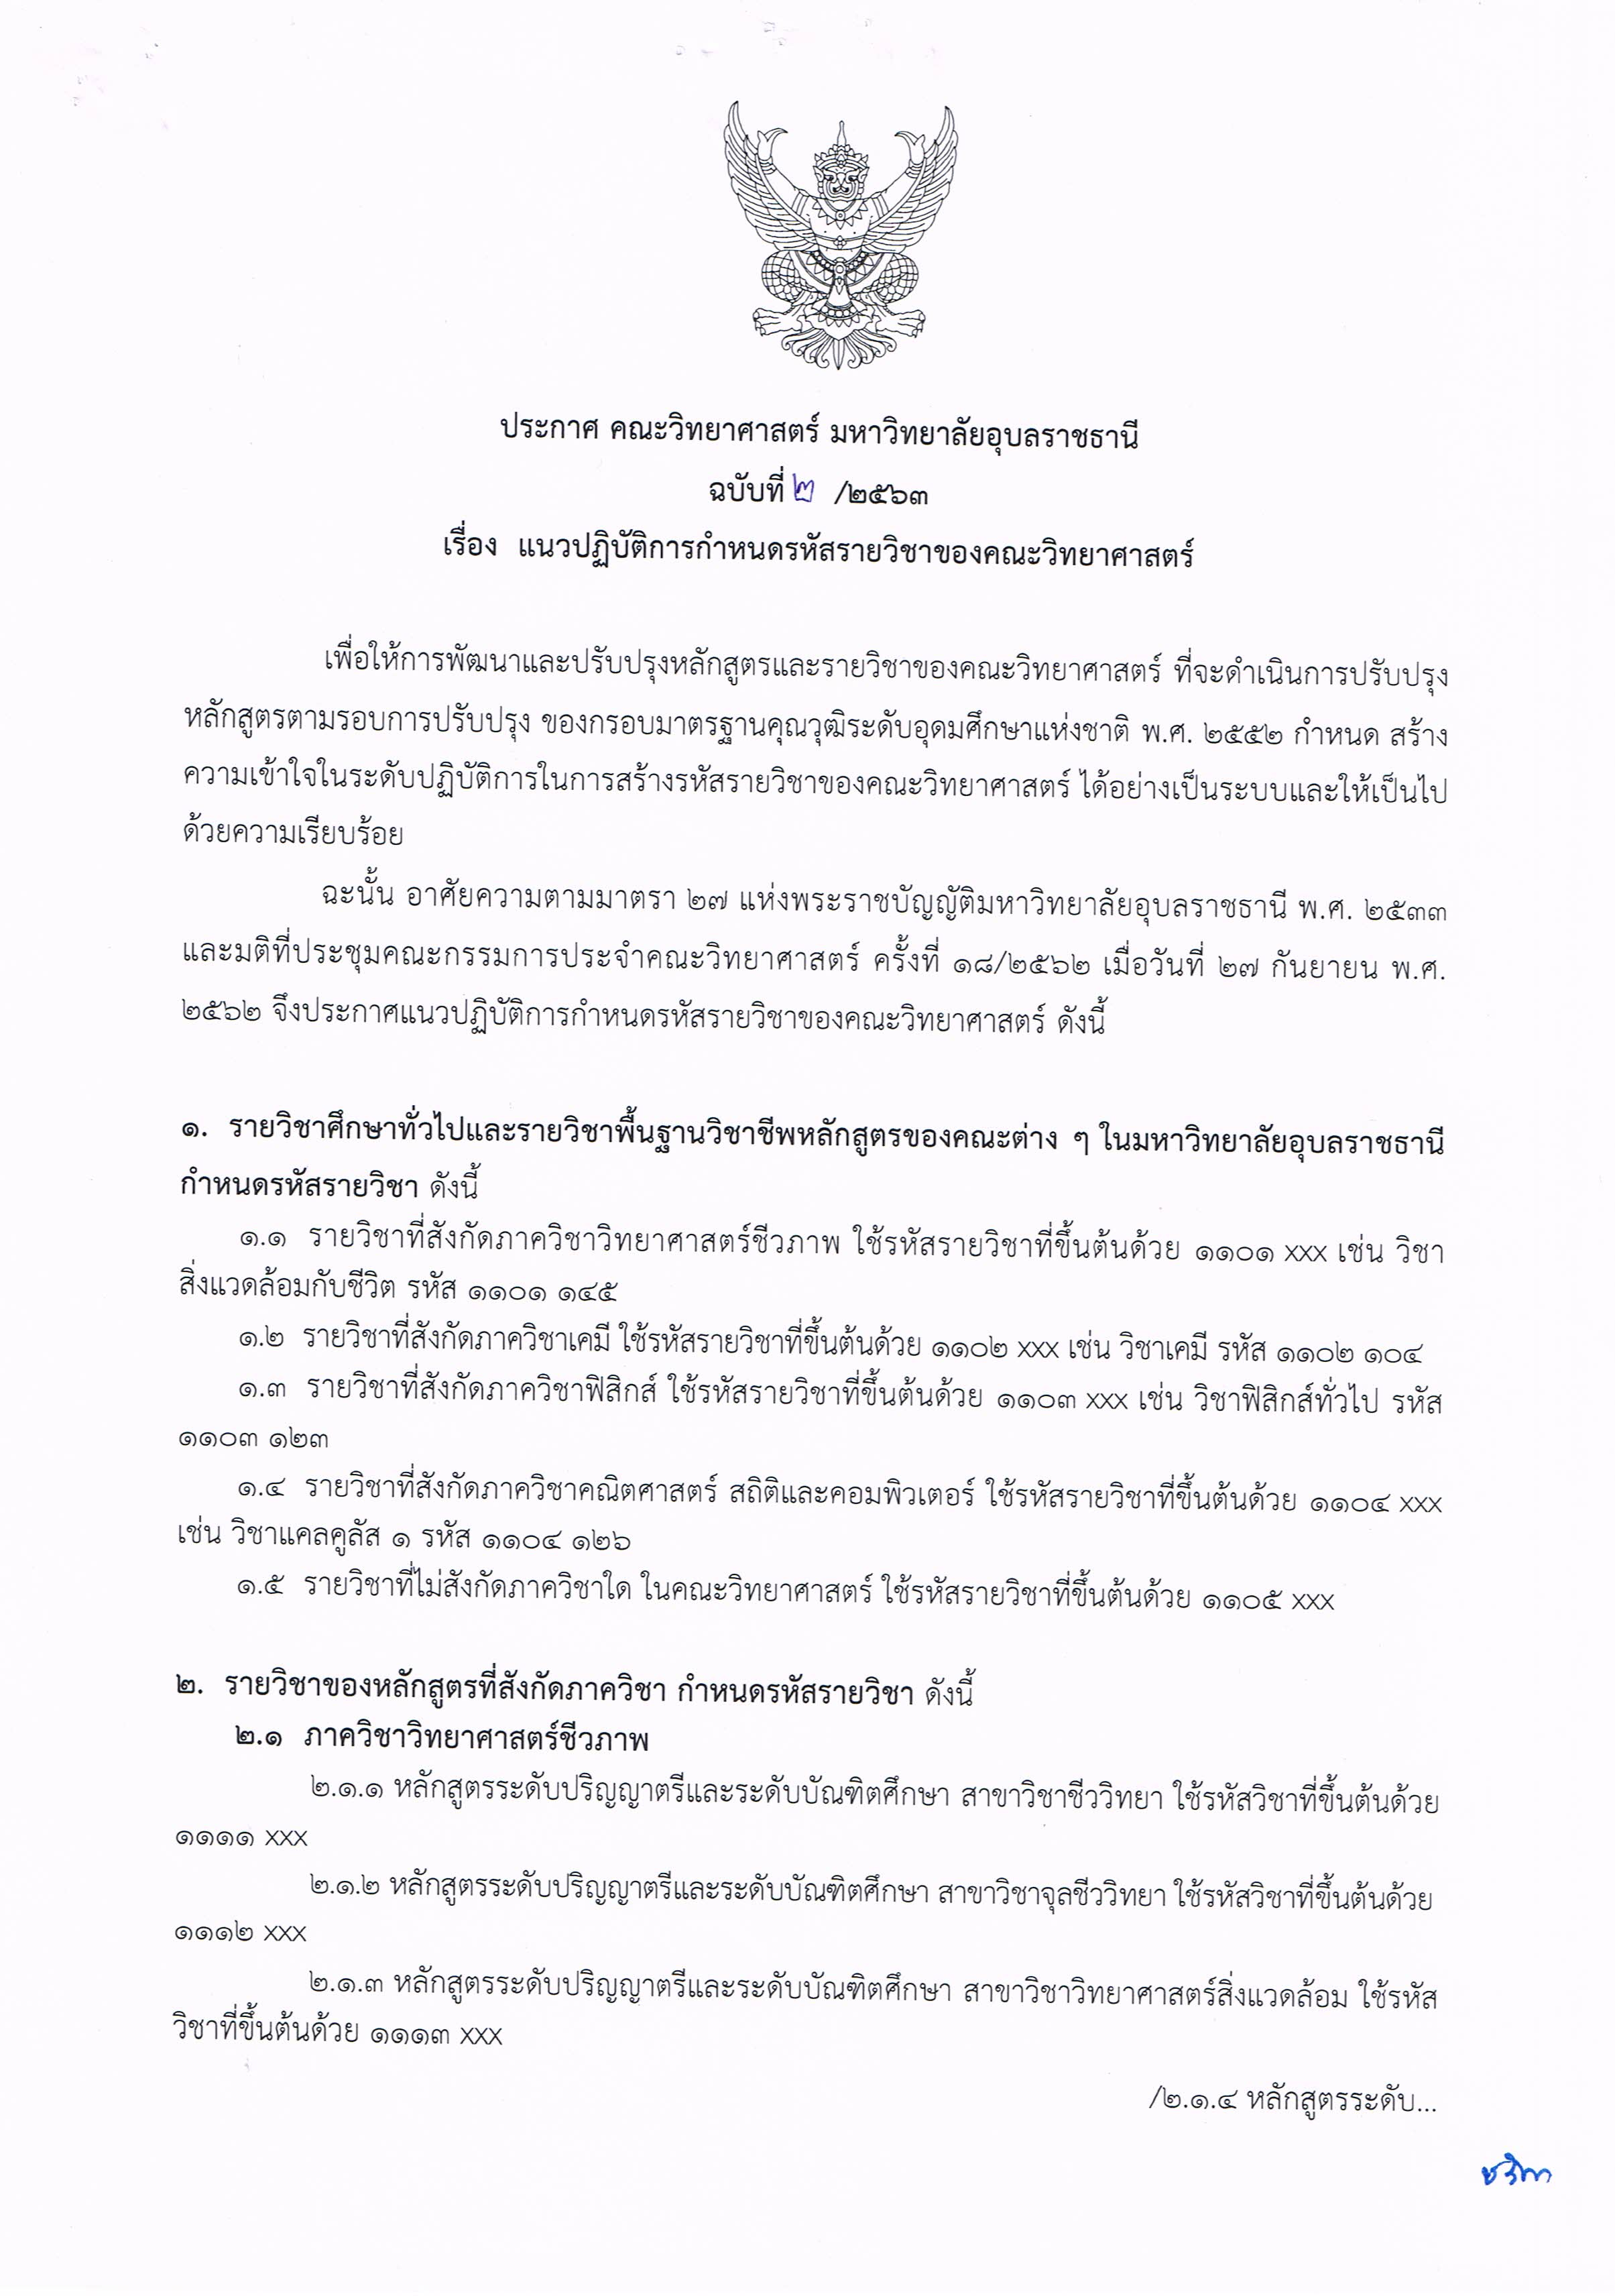 ประกาศ คณะวิทยาศาสตร์ มหาวิทยาลัยอุบลราชธานี
ฉบับที่ ๒ /๒๕๖๓
เรื่อง แนวปฏิบัติการกำหนดรหัสรายวิชาของคณะวิทยาศาสตร์
เพื่อให้การพัฒนาและปรับปรุงหลักสูตรและรายวิชาของคณะวิทยาศาสตร์ ที่จะดำเนินการปรับปรุง
หลักสูตรตามรอบการปรับปรุง ของกรอบมาตรฐานคุณวุฒิระดับอุดมศึกษาแห่งชาติ พ.ศ. ๒๕๕๒ กำหนด สร้าง
ความเข้าใจในระดับปฏิบัติการในการสร้างรหัสรายวิชาของคณะวิทยาศาสตร์ ได้อย่างเป็นระบบและให้เป็นไป
ด้วยความเรียบร้อย
ฉะนั้น อาศัยความตามมาตรา ๒๗ แห่งพระราชบัญญัติมหาวิทยาลัยอุบลราชธานี พ.ศ. ๒๕๓๓
และมติที่ประชุมคณะกรรมการประจำคณะวิทยาศาสตร์ ครั้งที่ ๑๘/๒๕๖๒ เมื่อวันที่ ๒๗ กันยายน พ.ศ.
๒๕๖๒ จึงประกาศแนวปฏิบัติการกำหนดรหัสรายวิชาของคณะวิทยาศาสตร์ ดังนี้
๑. รายวิชาศึกษาทั่วไปและรายวิชาพื้นฐานวิชาชีพหลักสูตรของคณะต่าง ๆ ในมหาวิทยาลัยอุบลราชธานี
กำหนดรหัสรายวิชา ดังนี้
๑.๑ รายวิชาที่สังกัดภาควิชาวิทยาศาสตร์ชีวภาพ ใช้รหัสรายวิชาที่ขึ้นต้นด้วย ๑๑๐๑ xxx เช่น วิชา
สิ่งแวดล้อมกับชีวิต รหัส ๑๑๐๑ ๑๔๕
๑.๒ รายวิชาที่สังกัดภาควิชาเคมี ใช้รหัสรายวิชาที่ขึ้นต้นด้วย ๑๑๐๒ xxx เช่น วิชาเคมี รหัส ๑๑๐๒ ๑๐๔
๑.๓ รายวิชาที่สังกัดภาควิชาฟิสิกส์ ใช้รหัสรายวิชาที่ขึ้นต้นด้วย ๑๑๐๓ xxx เช่น วิชาฟิสิกส์ทั่วไป รหัส
๑๑๐๓ ๑๒๓
๑.๔ รายวิชาที่สังกัดภาควิชาคณิตศาสตร์ สถิติและคอมพิวเตอร์ ใช้รหัสรายวิชาที่ขึ้นต้นด้วย ๑๑๐๔ xxx
เช่น วิชาแคลคูลัส ๑ รหัส ๑๑๐๔ ๑๒๖
๑.๕ รายวิชาที่ไม่สังกัดภาควิชาใด ในคณะวิทยาศาสตร์ ใช้รหัสรายวิชาที่ขึ้นต้นด้วย ๑๑๐๕ xxx
๒. รายวิชาของหลักสูตรที่สังกัดภาควิชา กำหนดรหัสรายวิชา ดังนี้
๒.๑ ภาควิชาวิทยาศาสตร์ชีวภาพ
๒.๑.๑ หลักสูตรระดับปริญญาตรีและระดับบัณฑิตศึกษา สาขาวิชาชีววิทยา ใช้รหัสวิชาที่ขึ้นต้นด้วย
๑๑๑๑ xxx
๒.๑.๒ หลักสูตรระดับปริญญาตรีและระดับบัณฑิตศึกษา สาขาวิชาจุลชีววิทยา ใช้รหัสวิชาที่ขึ้นต้นด้วย
๑๑๑๒ xxx
๒.๑.๓ หลักสูตรระดับปริญญาตรีและระดับบัณฑิตศึกษา สาขาวิชาวิทยาศาสตร์สิ่งแวดล้อม ใช้รหัส
วิชาที่ขึ้นต้นด้วย ๑๑๑๓ xxx
/๒.๑.๔ หลักสูตรระดับ...